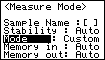 <Measure Mode>
Sample Name :[ ]
Stability : Auto
Mode : Custom
Memory in : Auto
Memory out: Auto